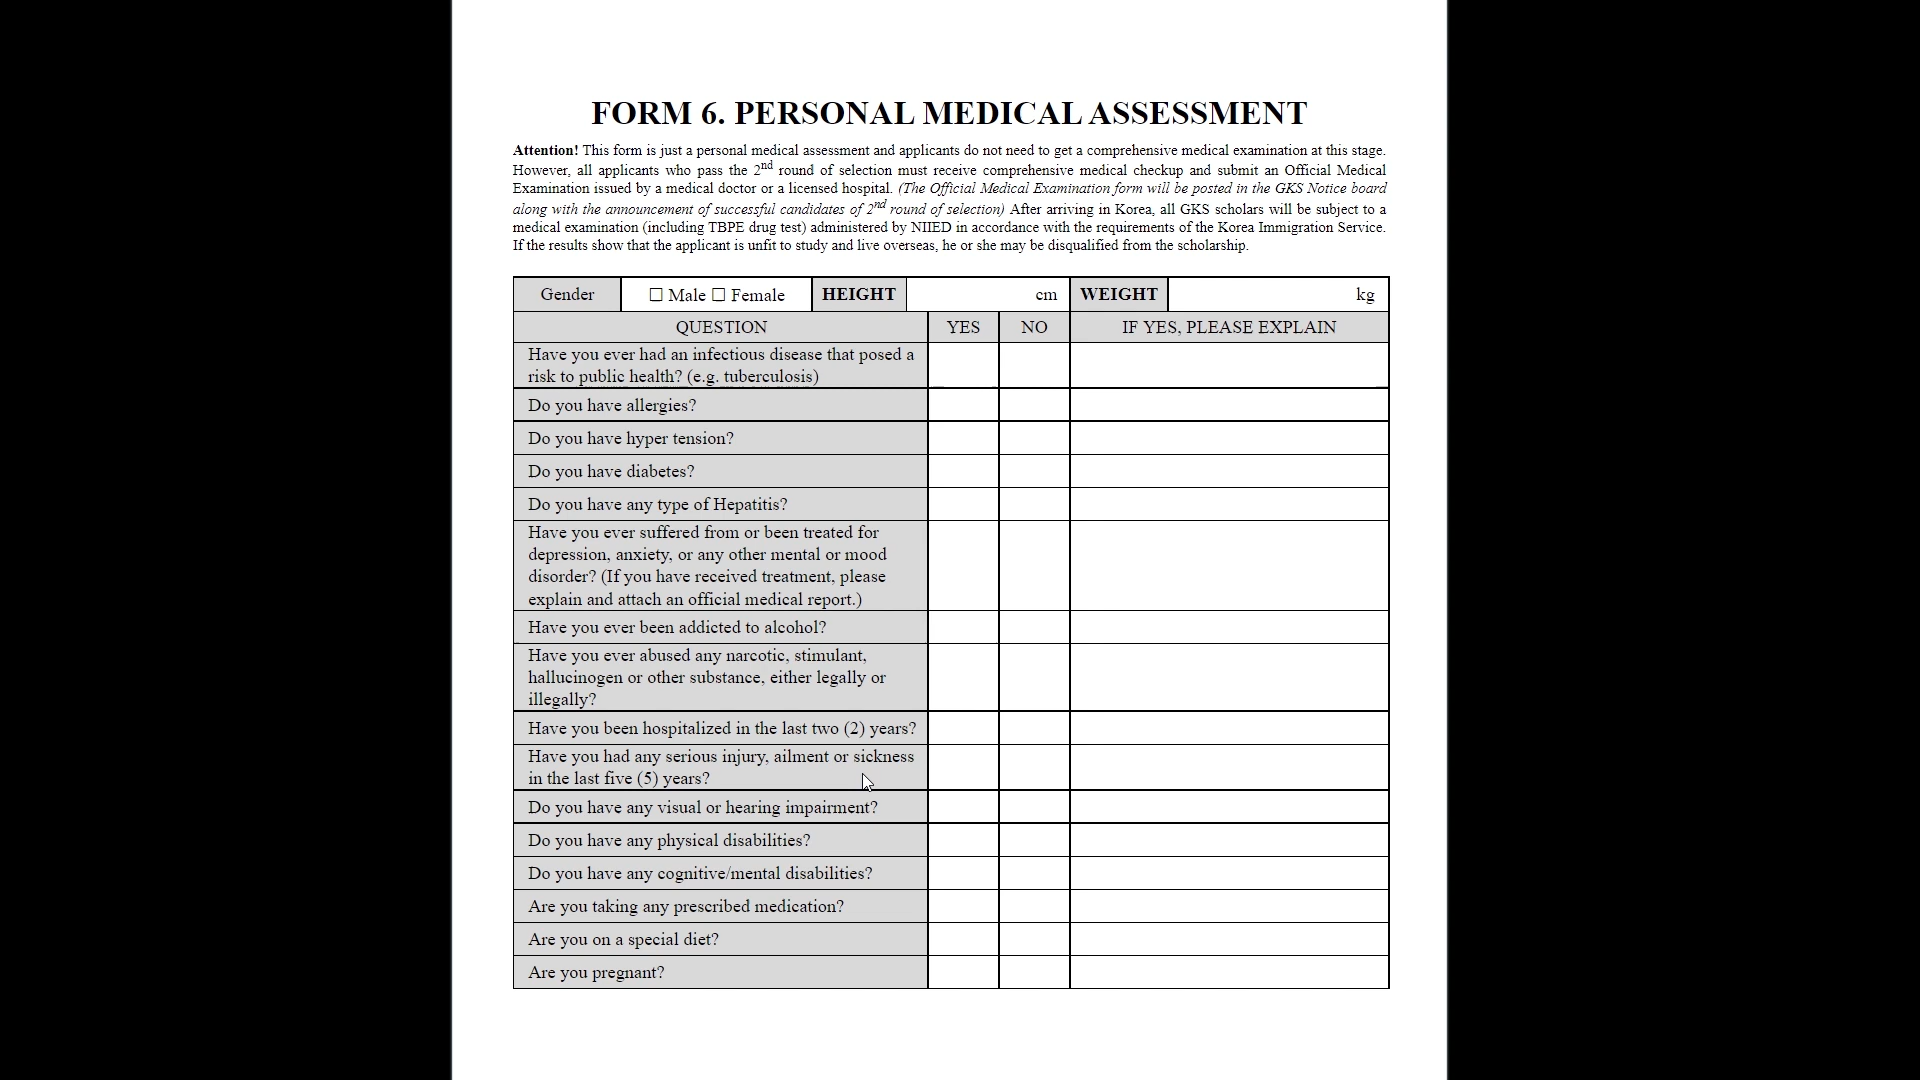 FORM 6. PERSONAL MEDICAL ASSESSMENT
Attention! This form is just a personal medical assessment and applicants do not need to get a comprehensive medical examination at this stage.
However, all applicants who pass the 2nd round of selection must receive comprehensive medical checkup and submit an Official Medical
Examination issued by a medical doctor or a licensed hospital. (The Official Medical Examination form will be posted in the GKS Notice board
along with the announcement of successful candidates of 2nd round of selection) After arriving in Korea, all GKS scholars will be subject to a
medical examination (including TBPE drug test) administered by NIIED in accordance with the requirements of the Korea Immigration Service.
If the results show that the applicant is unfit to study and live overseas, he or she may be disqualified from the scholarship.
Gender ☐ Male ☐ Female HEIGHT cm WEIGHT kg
QUESTION YES NO IF YES, PLEASE EXPLAIN
Have you ever had an infectious disease that posed a
risk to public health? (e.g. tuberculosis)
Do you have allergies?
Do you have hyper tension?
Do you have diabetes?
Do you have any type of Hepatitis?
Have you ever suffered from or been treated for
depression, anxiety, or any other mental or mood
disorder? (If you have received treatment, please
explain and attach an official medical report.)
Have you ever been addicted to alcohol?
Have you ever abused any narcotic, stimulant,
hallucinogen or other substance, either legally or
illegally?
Have you been hospitalized in the last two (2) years?
Have you had any serious injury, ailment or sickness
in the last five (5) years?
Do you have any visual or hearing impairment?
Do you have any physical disabilities?
Do you have any cognitive/mental disabilities?
Are you taking any prescribed medication?
Are you on a special diet?
Are you pregnant?